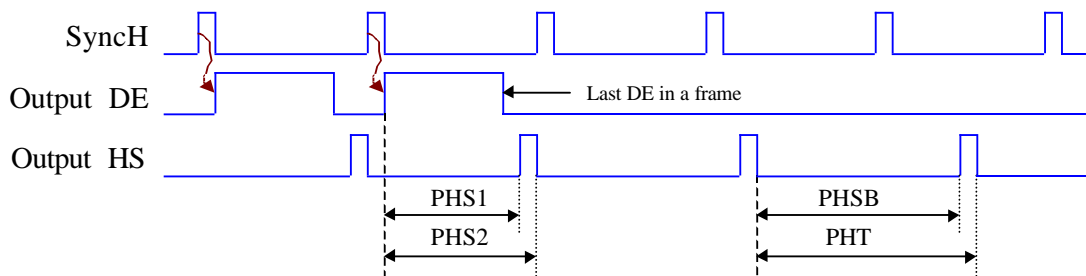 SyncH
Output DE
Last DE in a frame
Output HS
PHS1
PHSB
PHS2
PHT